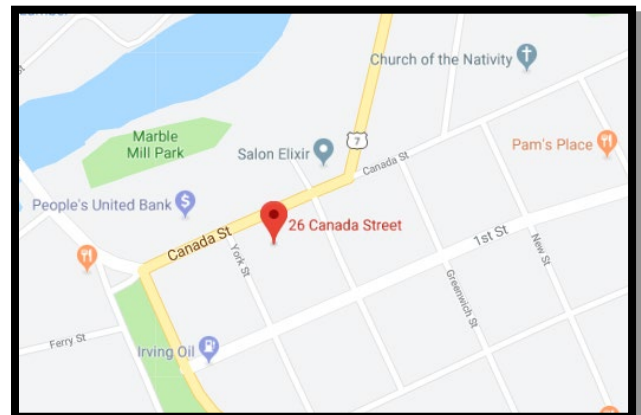 Church of the Nativity
Marble
Mill Park
7
Salon Elixir
Pam's Place
Canada St
People's United Bank
26 Canada Street
Canada St
1st St
York St
New St
Greenwich St
Ferry St
Irving Oil